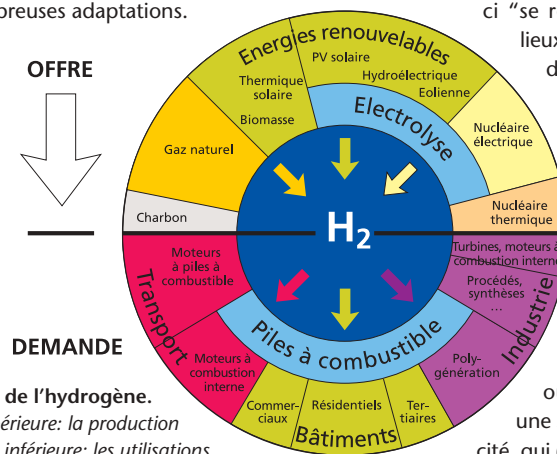 breuses adaptations.
ci “se r
lieux
d
OFFRE
Energies renouvelables
PV solaire
Hydroélectrique
Eolienne
Thermique
solaire
Biomasse
Electrolyse
Nucléaire
électrique
Gaz naturel
Nucléaire
thermique
Charbon
H2
Moteurs
à piles à
combustible
Turbines, moteurs à
combustion interne
Procédés,
synthèses
...
Transport
Industrie
Piles à combustible
DEMANDE
Moteurs à
combustion
interne
Poly-
génération
Commer-
ciaux
Résidentiels
Ter-
tiaires
Bâtiments
de l’hydrogène.
érieure: la production
inférieure: les utilisations
ou
une
cité, qui